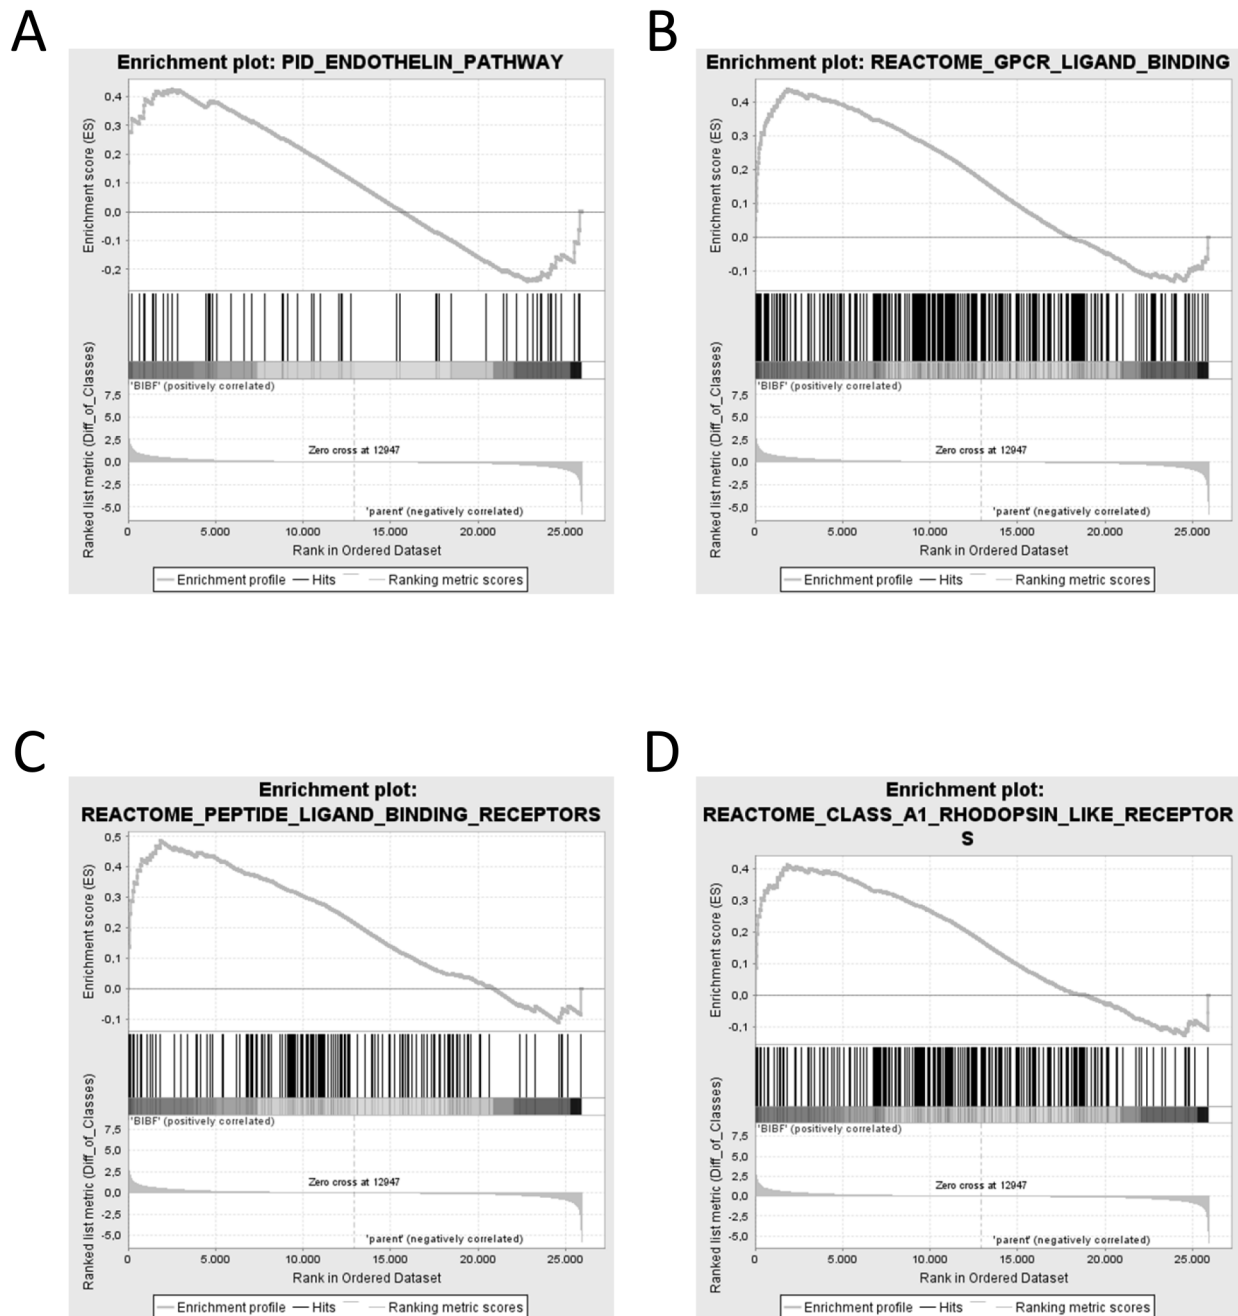 A
Enrichment plot: PID_ENDOTHELIN_PATHWAY
Enrichment score (ES)
0,4
0,3
0,2
0,1
0,0
-0,1
-0,2
'BIBF' (positively correlated)
Ranked list metric (Diff_of_Classes)
7,5
5,0
2,5
0,0
-2,5
-5,0
Zero cross at 12947
'parent' (negatively correlated)
0 5.000 10.000 15.000 20.000 25.000
Rank in Ordered Dataset
Enrichment profile Hits Ranking metric scores
B
Enrichment plot: REACTOME_GPCR_LIGAND_BINDING
Enrichment score (ES)
0,4
0,3
0,2
0,1
0,0
-0,1
'BIBF' (positively correlated)
Ranked list metric (Diff_of_Classes)
7,5
5,0
2,5
0,0
-2,5
-5,0
Zero cross at 12947
'parent' (negatively correlated)
0 5.000 10.000 15.000 20.000 25.000
Rank in Ordered Dataset
Enrichment profile Hits Ranking metric scores
C
Enrichment plot:
REACTOME_PEPTIDE_LIGAND_BINDING_RECEPTORS
Enrichment score (ES)
0,5
0,4
0,3
0,2
0,1
0,0
-0,1
'BIBF' (positively correlated)
Ranked list metric (Diff_of_Classes)
7,5
5,0
2,5
0,0
-2,5
-5,0
Zero cross at 12947
'parent' (negatively correlated)
0 5.000 10.000 15.000 20.000 25.000
Rank in Ordered Dataset
Enrichment profile Hits Ranking metric scores
D
Enrichment plot:
REACTOME_CLASS_A1_RHODOPSIN_LIKE_RECEPTOR
S
Enrichment score (ES)
0,4
0,3
0,2
0,1
0,0
-0,1
'BIBF' (positively correlated)
Ranked list metric (Diff_of_Classes)
7,5
5,0
2,5
0,0
-2,5
-5,0
Zero cross at 12947
'parent' (negatively correlated)
0 5.000 10.000 15.000 20.000 25.000
Rank in Ordered Dataset
Enrichment profile Hits Ranking metric scores